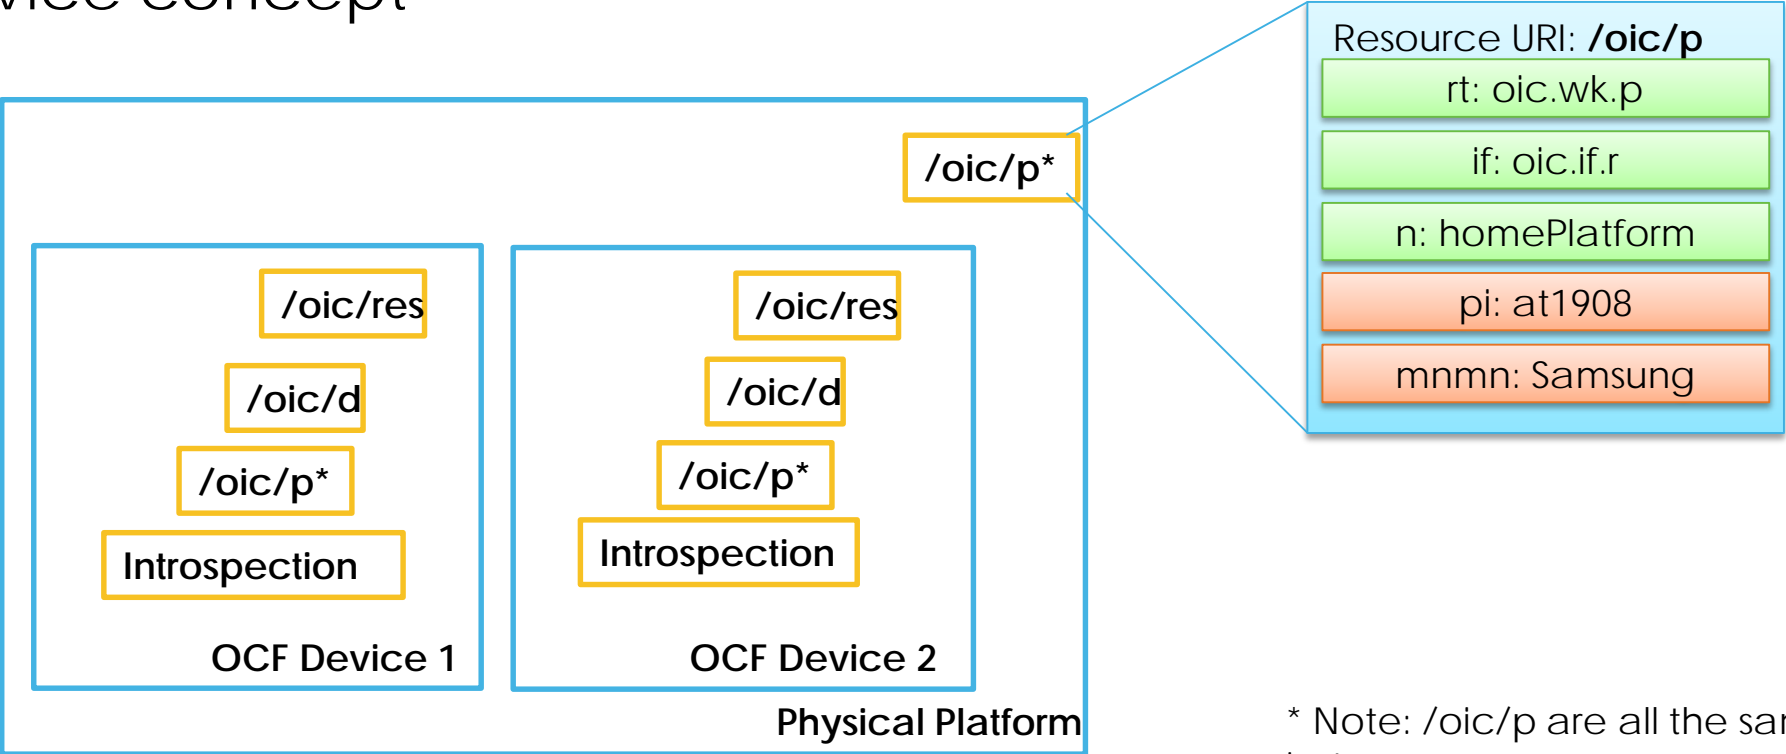 concept
Resource URI: /oic/p
rt: oic.wk.p
if: oic.if.r
n: homePlatform
pi: at1908
mnmn: Samsung
/oic/p*
/oic/res
/oic/d
/oic/p*
Introspection
OCF Device 1
/oic/res
/oic/d
/oic/p*
Introspection
OCF Device 2
Physical Platform
* Note: /oic/p are all the